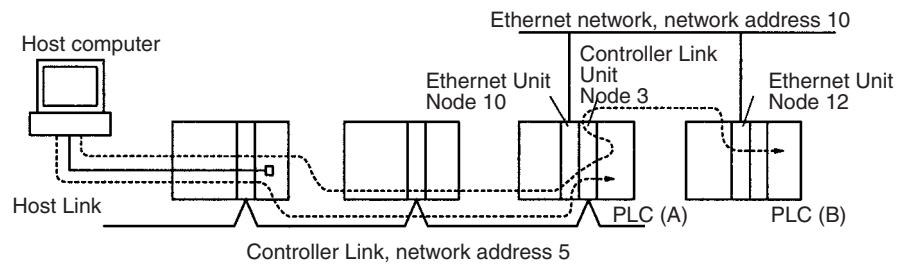 Ethernet network, network address 10
Host computer
Controller Link
Unit
Node 3
Ethernet Unit
Node 10
Ethernet Unit
Node 12
Host Link
PLC (A)
PLC (B)
Controller Link, network address 5